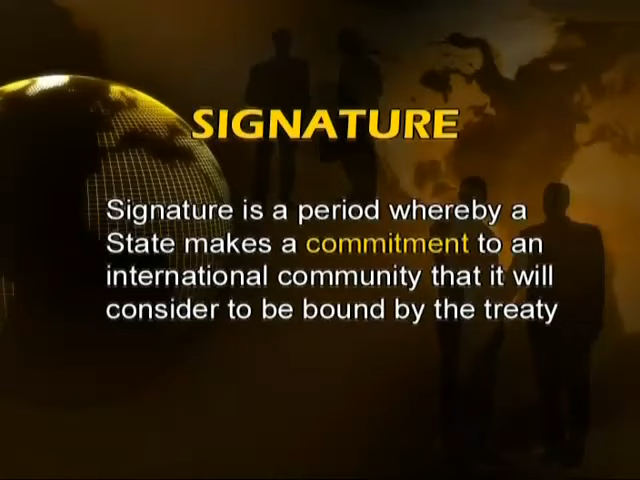 SIGNATURE
Signature is a period whereby a
State makes a commitment to an
international community that it will
consider to be bound by the treaty